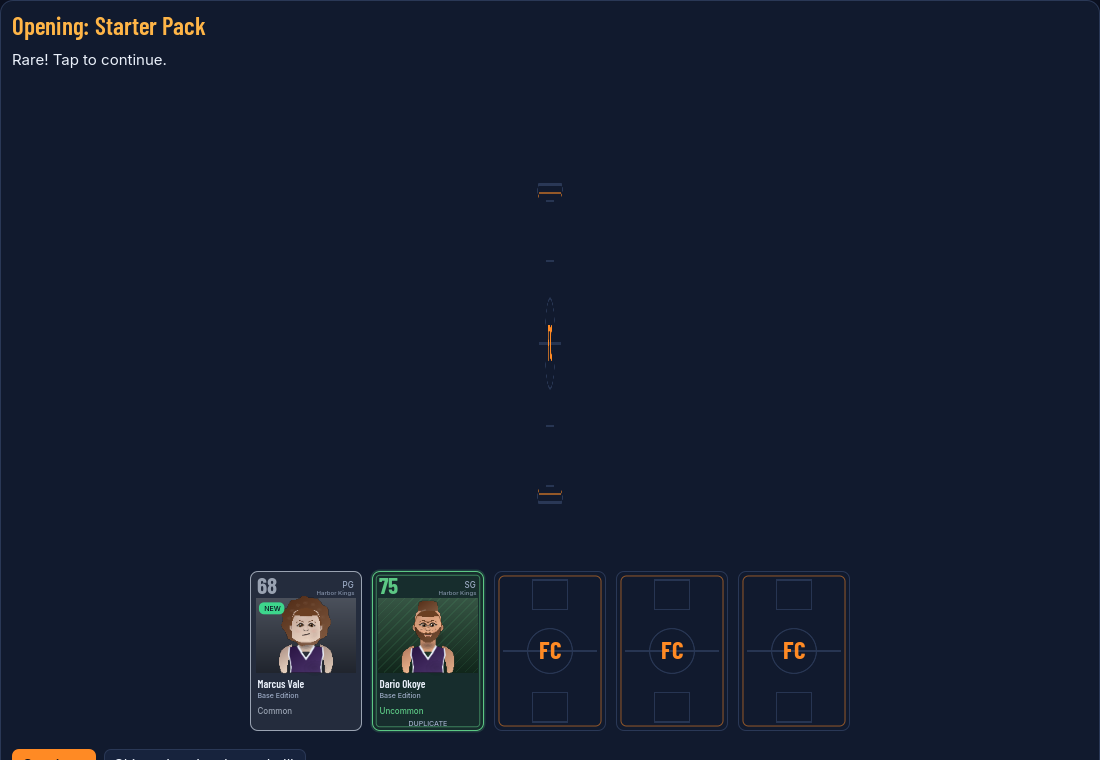 Opening: Starter Pack
Rare! Tap to continue.
68
PG
Harbor Kings
NEW
Marcus Vale
Base Edition
Common
75
SG
Harbor Kings
Dario Okoye
Base Edition
Uncommon
DUPLICATE
FC
FC
FC